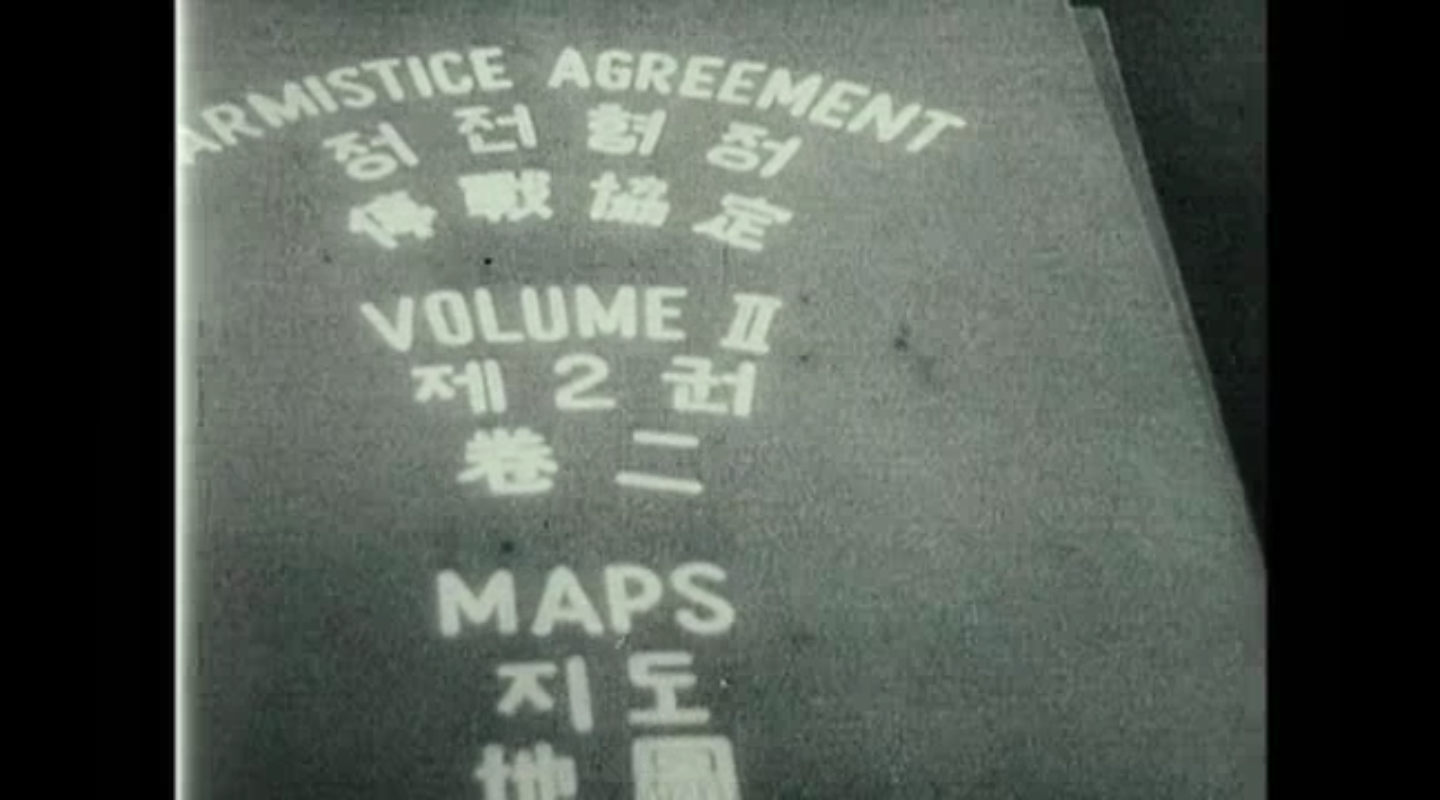 ARMISTICE AGREEMENT
정전협정
停戰協定
VOLUME II
제2권
卷二
MAPS
지도
地圖